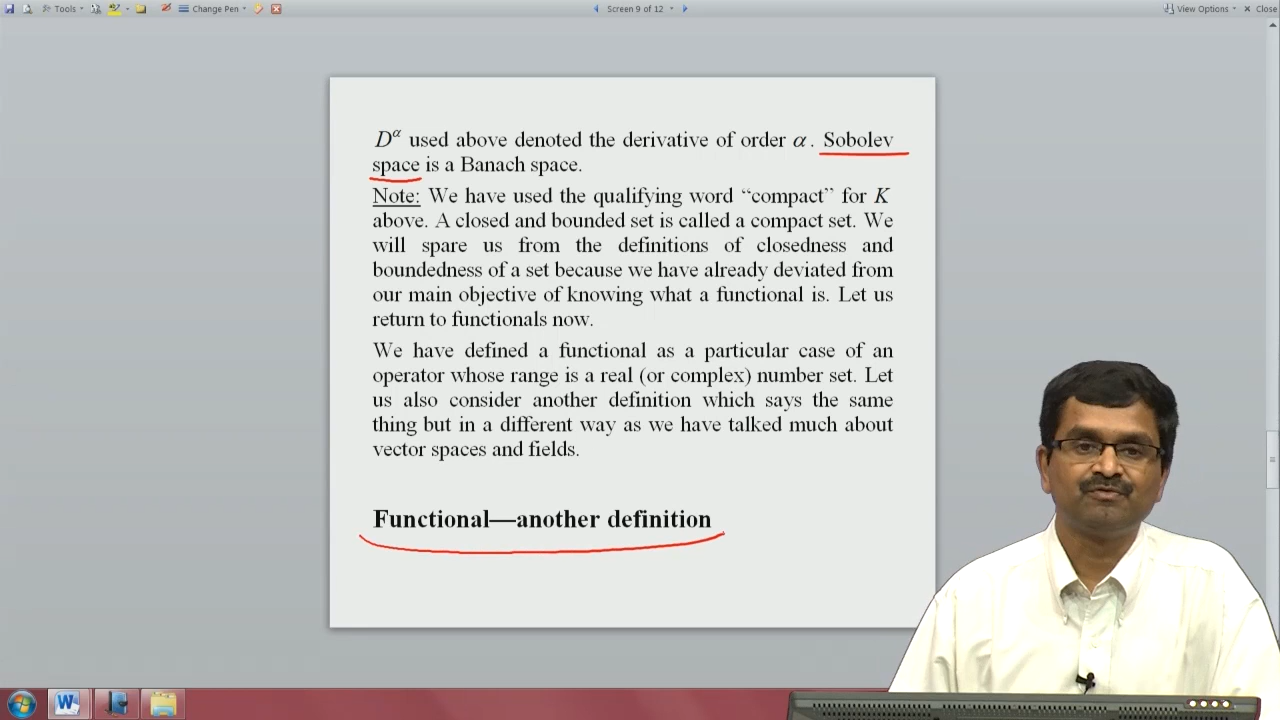 Tools
Change Pen
Screen 9 of 12
View Options
Close
D^α used above denoted the derivative of order α. Sobolev
space is a Banach space.
Note: We have used the qualifying word “compact” for K
above. A closed and bounded set is called a compact set. We
will spare us from the definitions of closedness and
boundedness of a set because we have already deviated from
our main objective of knowing what a functional is. Let us
return to functionals now.
We have defined a functional as a particular case of an
operator whose range is a real (or complex) number set. Let
us also consider another definition which says the same
thing but in a different way as we have talked much about
vector spaces and fields.
Functional—another definition
W